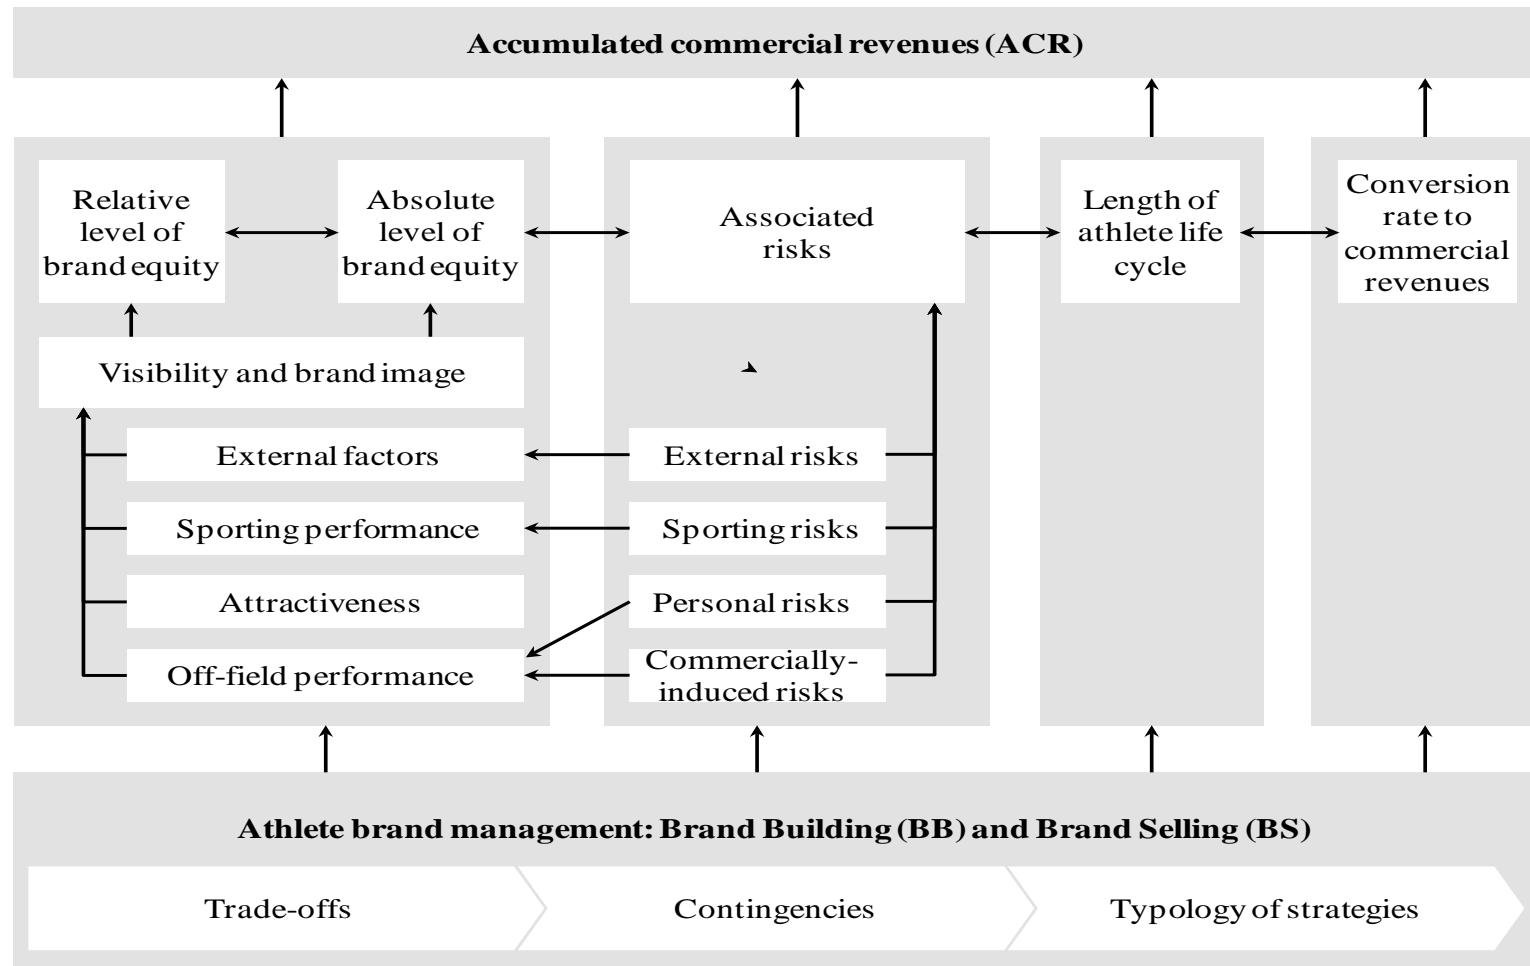 Accumulated commercial revenues (ACR)
Relative
level of
brand equity
Absolute
level of
brand equity
Associated
risks
Length of
athlete life
cycle
Conversion
rate to
commercial
revenues
Visibility and brand image
External factors
External risks
Sporting performance
Sporting risks
Attractiveness
Personal risks
Off-field performance
Commercially-
induced risks
Athlete brand management: Brand Building (BB) and Brand Selling (BS)
Trade-offs
Contingencies
Typology of strategies